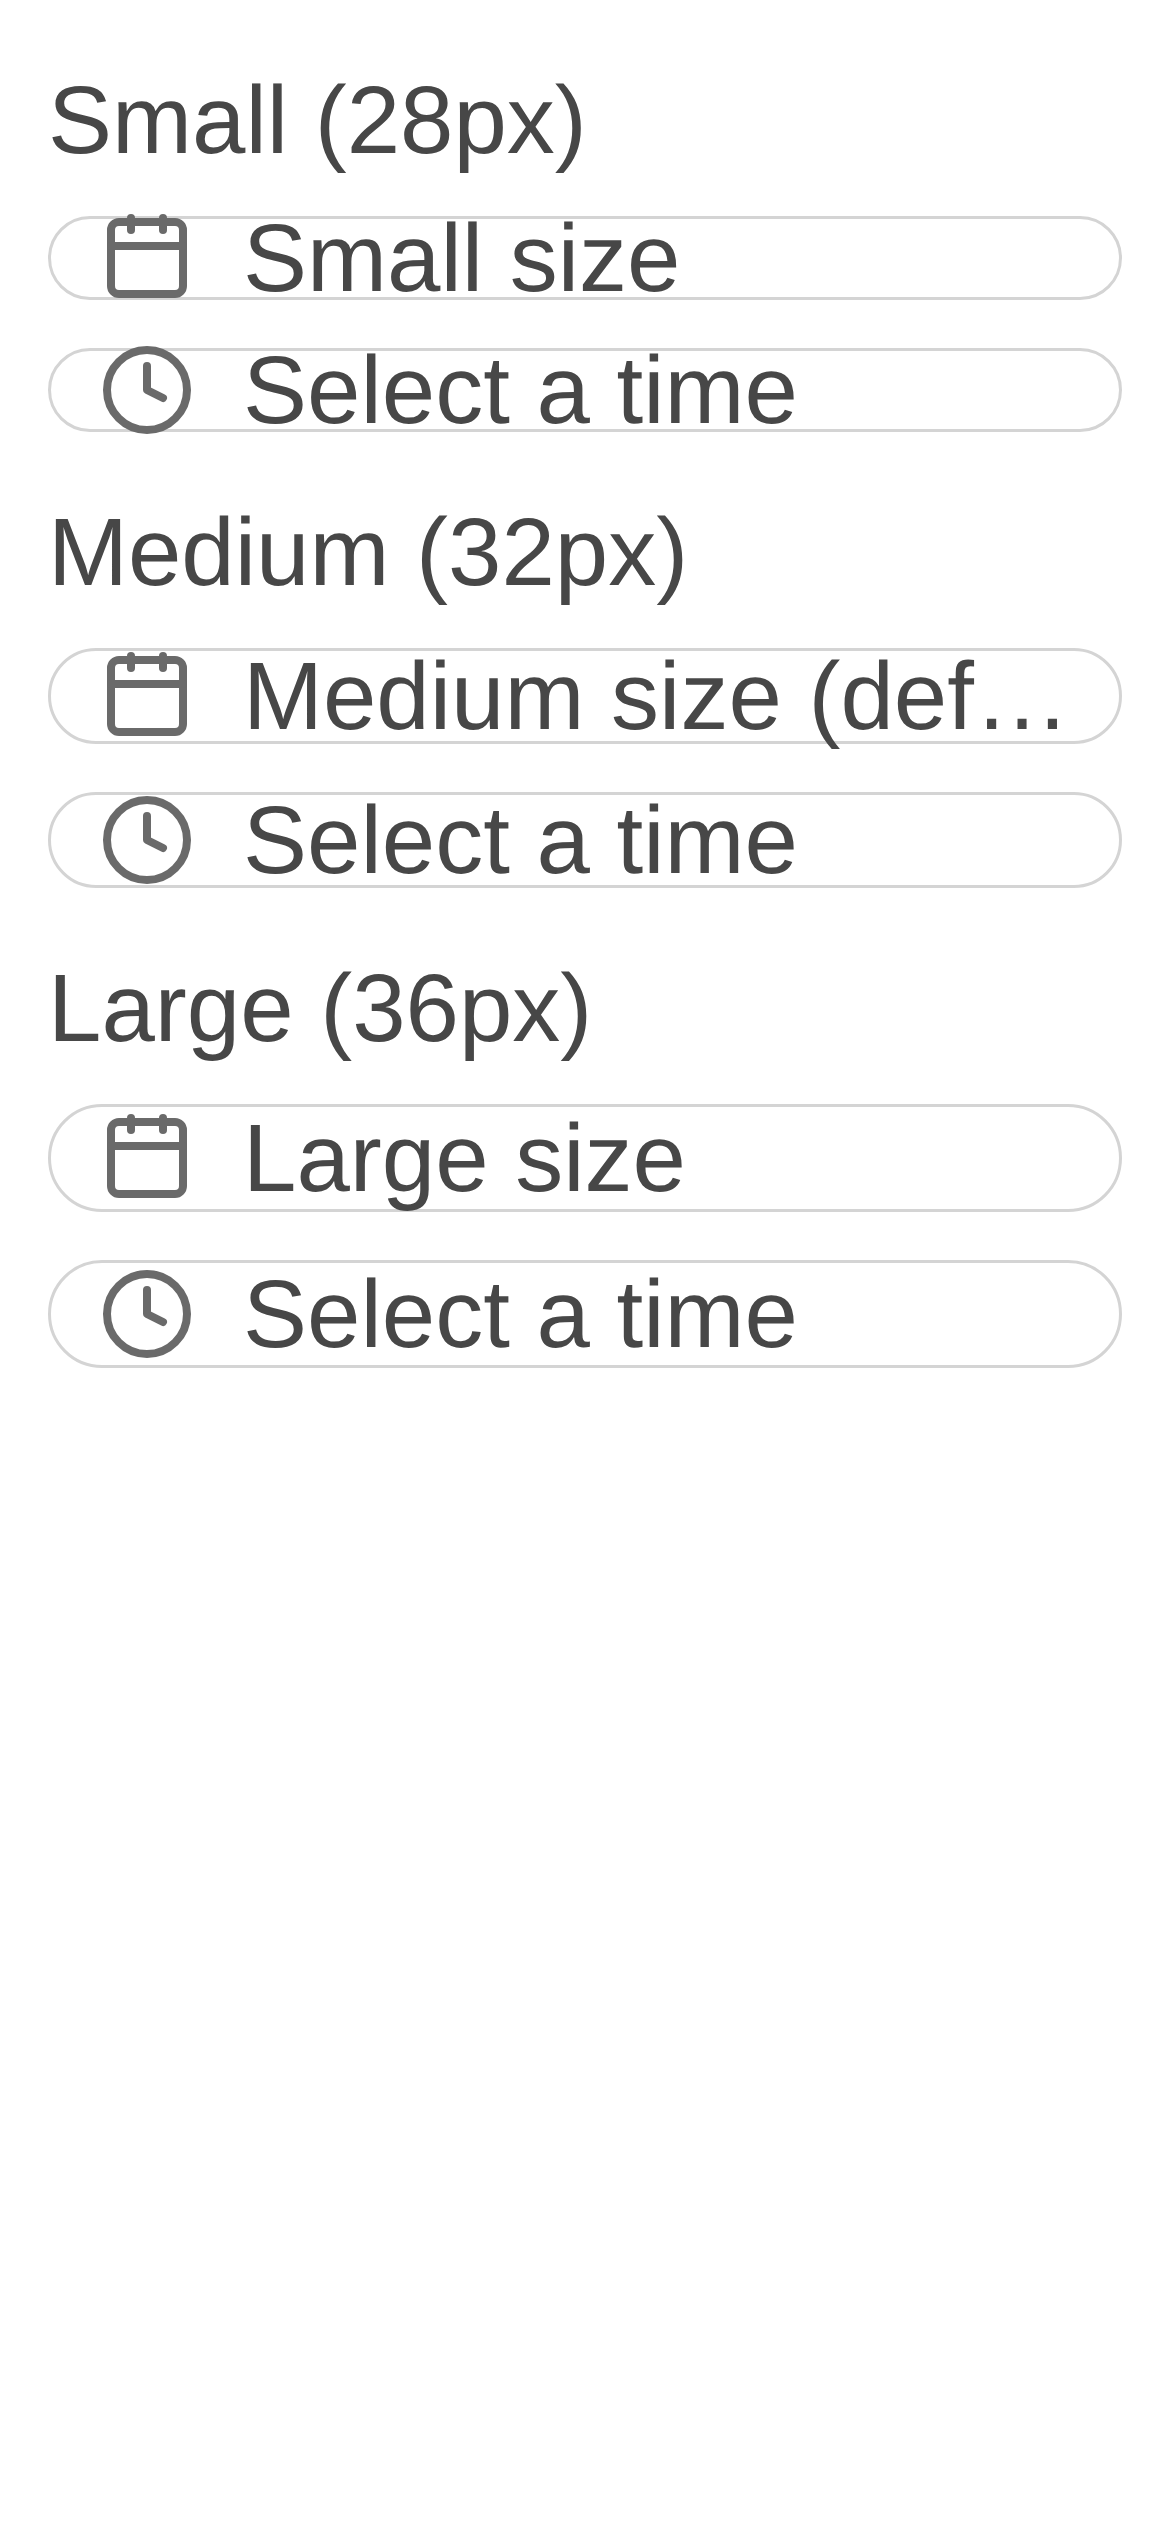 Small (28px)
Small size
Select a time
Medium (32px)
Medium size (def…
Select a time
Large (36px)
Large size
Select a time